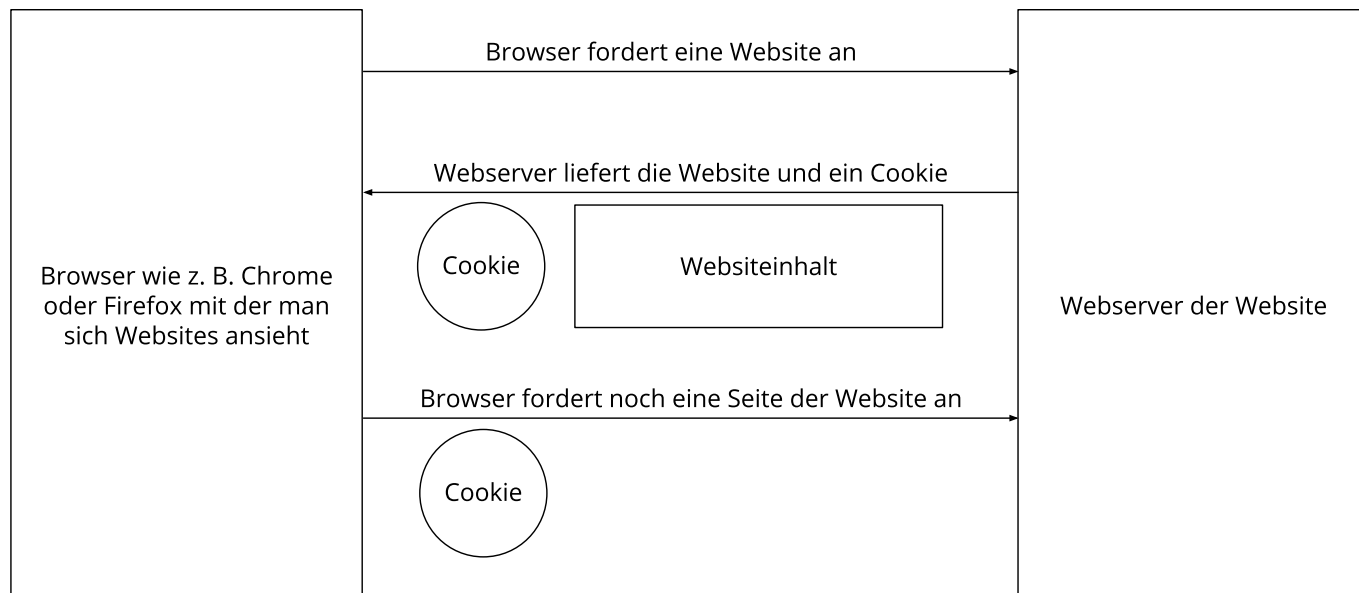 Browser fordert eine Website an
Webserver liefert die Website und ein Cookie
Cookie
Websiteinhalt
Browser wie z. B. Chrome
oder Firefox mit der man
sich Websites ansieht
Webserver der Website
Browser fordert noch eine Seite der Website an
Cookie